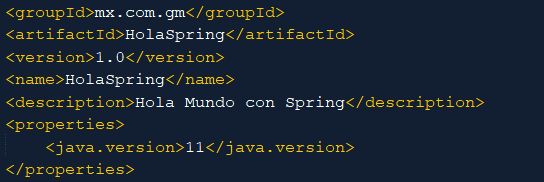 <groupId>mx.com.gm</groupId>
<artifactId>HolaSpring</artifactId>
<version>1.0</version>
<name>HolaSpring</name>
<description>Hola Mundo con Spring</description>
<properties>
    <java.version>11</java.version>
</properties>